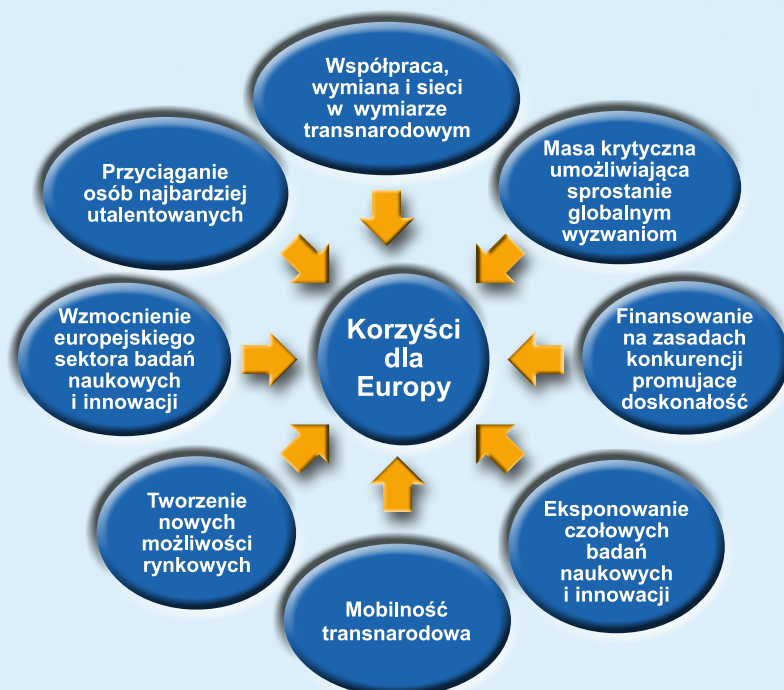 Współpraca,
wymiana i sieci
w wymiarze
transnarodowym
Przyciąganie
osób najbardziej
utalentowanych
Masa krytyczna
umożliwiająca
sprostanie
globalnym
wyzwaniom
Wzmocnienie
europejskiego
sektora badań
naukowych
i innowacji
Korzyści
dla
Europy
Finansowanie
na zasadach
konkurencji
promujace
doskonałość
Tworzenie
nowych
możliwości
rynkowych
Mobilność
transnarodowa
Eksponowanie
czołowych
badań
naukowych
i innowacji